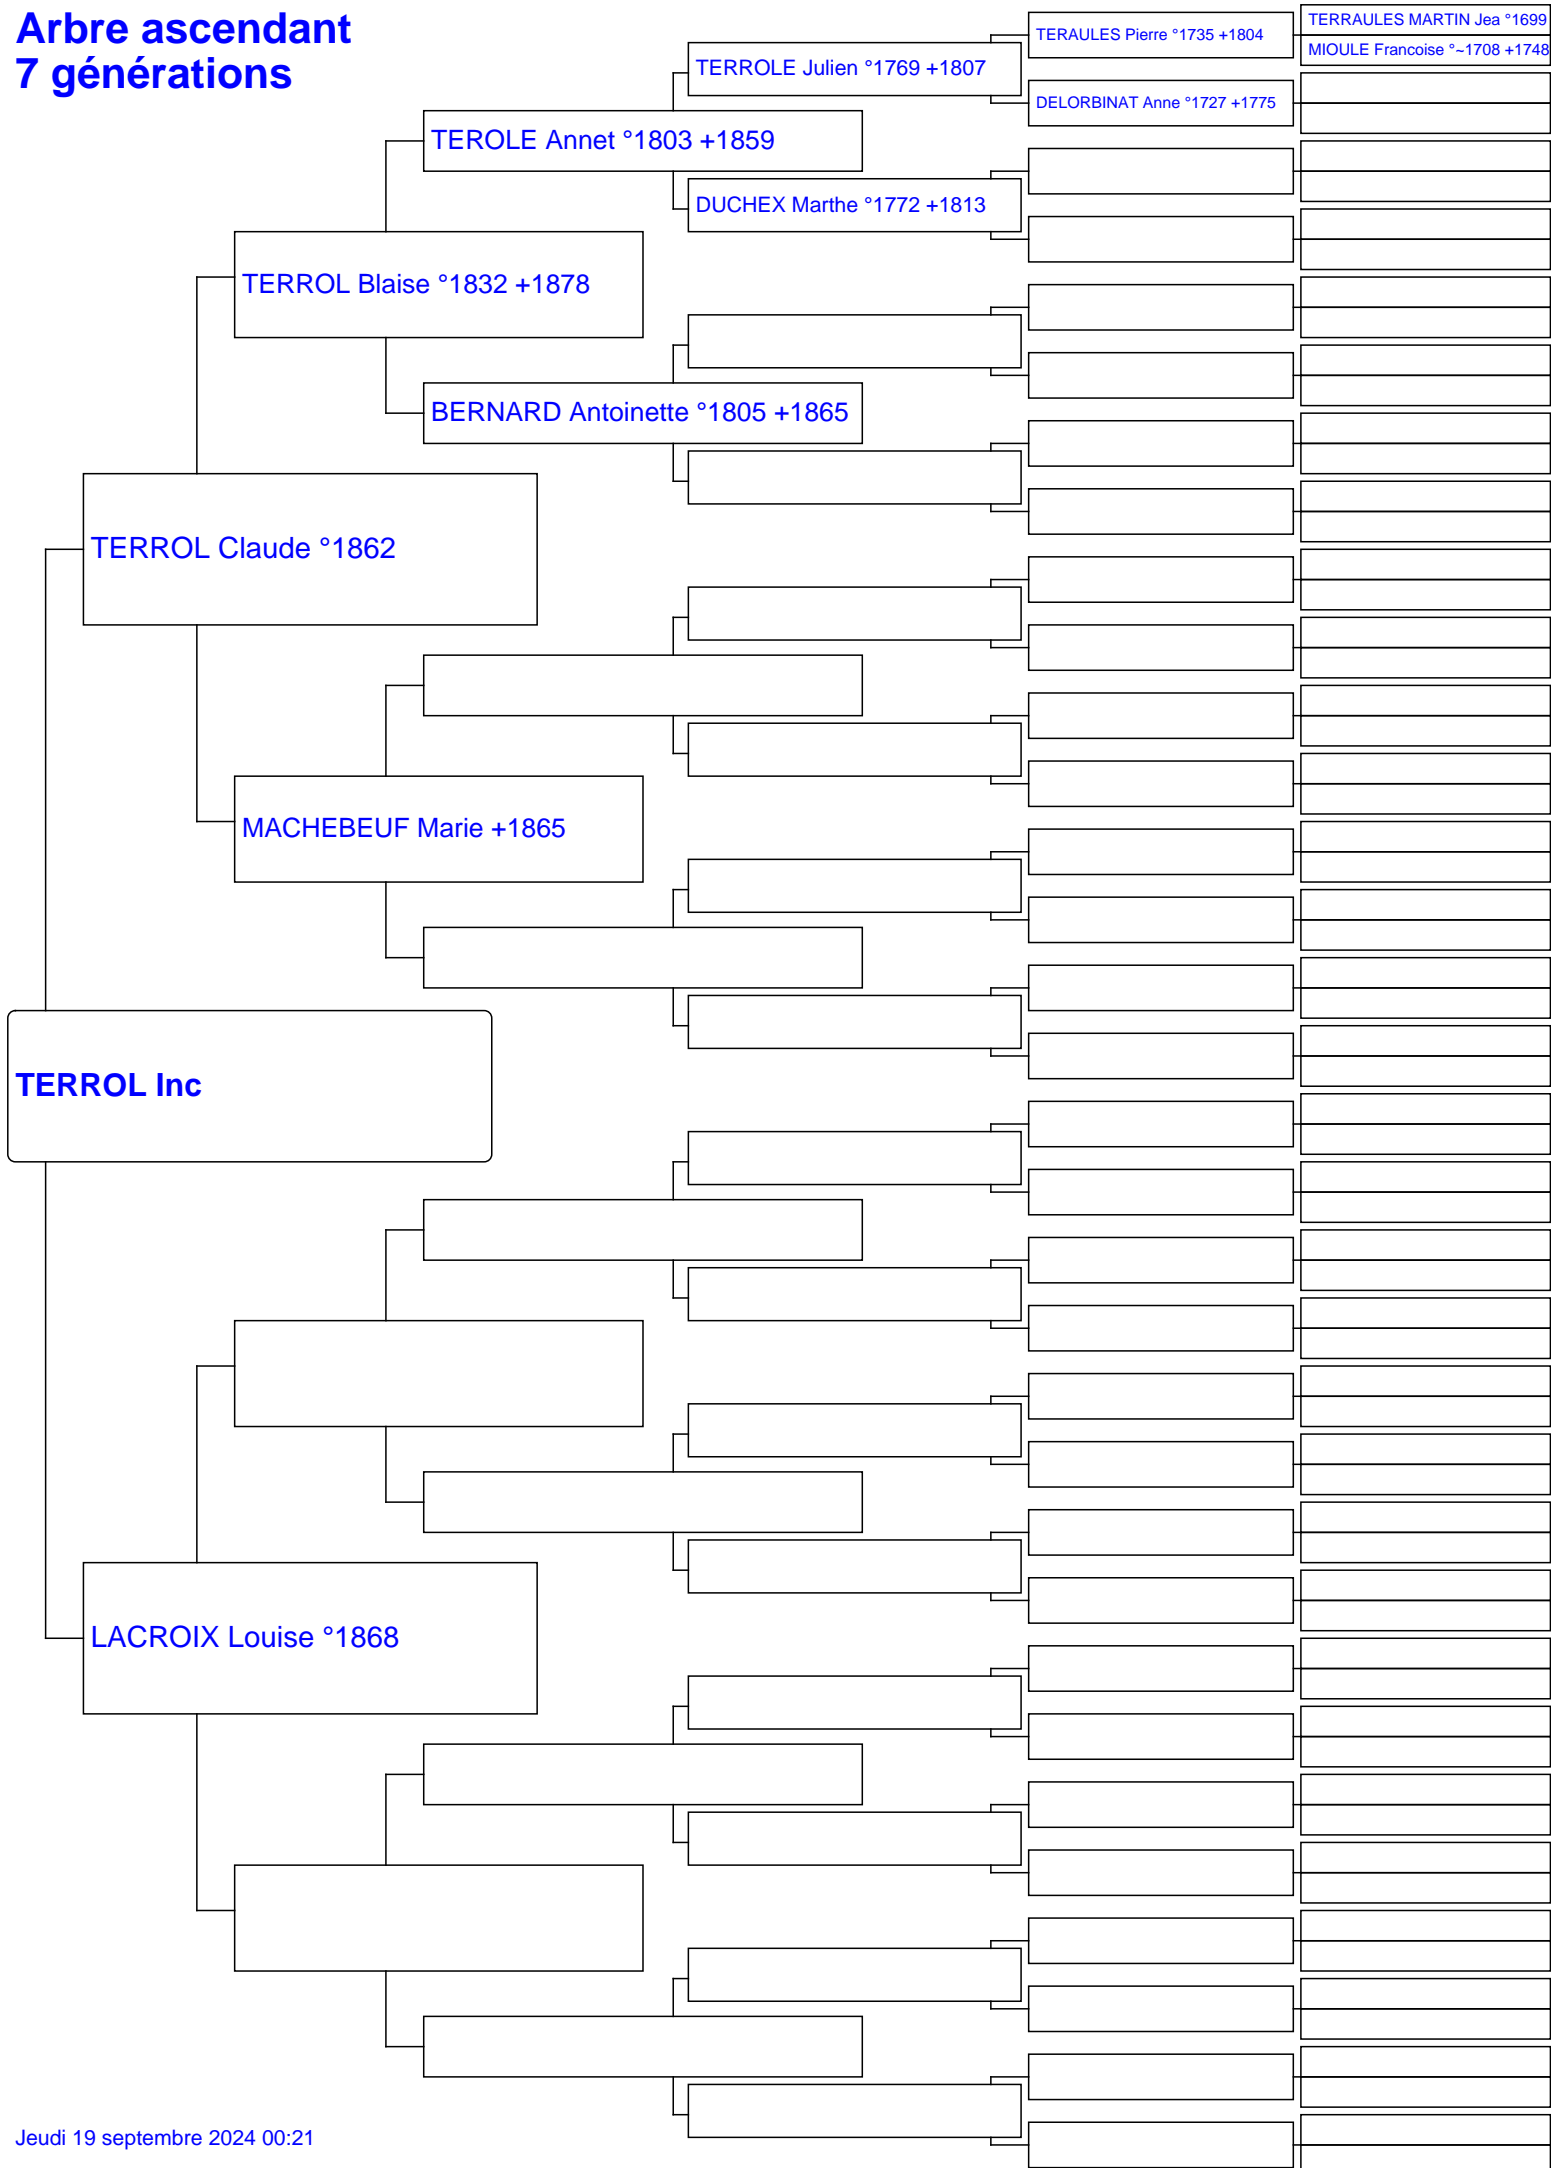 Arbre ascendant
7 générations
TERRAULES MARTIN Jea °1699
TERAULES Pierre °1735 +1804
MIOULE Francoise °~1708 +1748
TERROLE Julien °1769 +1807
DELORBINAT Anne °1727 +1775
TEROLE Annet °1803 +1859
DUCHEX Marthe °1772 +1813
TERROL Blaise °1832 +1878
BERNARD Antoinette °1805 +1865
TERROL Claude °1862
MACHEBEUF Marie +1865
TERROL Inc
LACROIX Louise °1868
Jeudi 19 septembre 2024 00:21